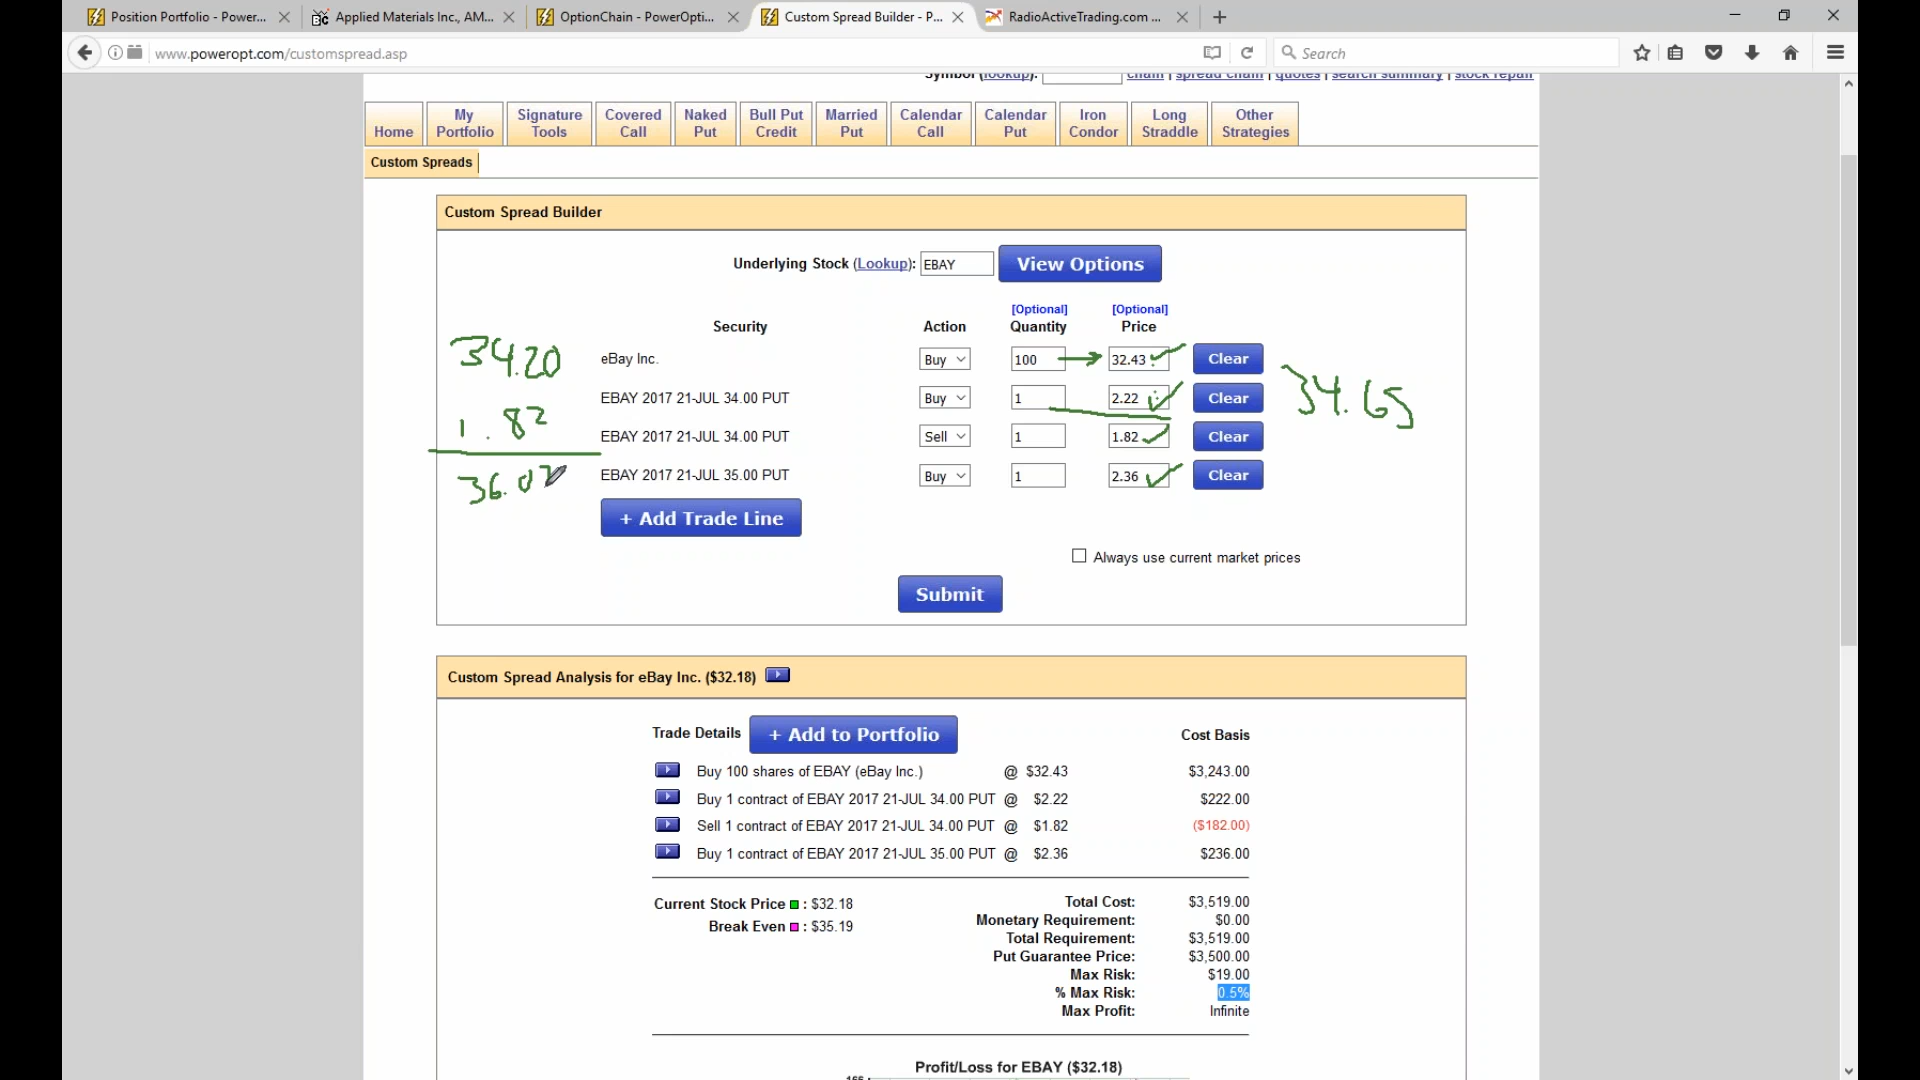 Position Portfolio - Power...
Applied Materials Inc., AM...
OptionChain - PowerOpti...
Custom Spread Builder - P...
RadioActiveTrading.com ...
www.poweropt.com/customspread.asp
Search
Symbol (lookup): chain | spread chain | quotes | search summary | stock repair
Home
My Portfolio
Signature Tools
Covered Call
Naked Put
Bull Put Credit
Married Put
Calendar Call
Calendar Put
Iron Condor
Long Straddle
Other Strategies
Custom Spreads
Custom Spread Builder
Underlying Stock (Lookup): EBAY View Options
[Optional] [Optional]
Security Action Quantity Price
34.20 eBay Inc. Buy 100 32.43 Clear
EBAY 2017 21-JUL 34.00 PUT Buy 1 2.22 Clear 34.65
1.82 EBAY 2017 21-JUL 34.00 PUT Sell 1 1.82 Clear
36.0 EBAY 2017 21-JUL 35.00 PUT Buy 1 2.36 Clear
+ Add Trade Line
Always use current market prices
Submit
Custom Spread Analysis for eBay Inc. ($32.18)
Trade Details + Add to Portfolio Cost Basis
Buy 100 shares of EBAY (eBay Inc.) @ $32.43 $3,243.00
Buy 1 contract of EBAY 2017 21-JUL 34.00 PUT @ $2.22 $222.00
Sell 1 contract of EBAY 2017 21-JUL 34.00 PUT @ $1.82 ($182.00)
Buy 1 contract of EBAY 2017 21-JUL 35.00 PUT @ $2.36 $236.00
Current Stock Price : $32.18
Break Even : $35.19
Total Cost: $3,519.00
Monetary Requirement: $0.00
Total Requirement: $3,519.00
Put Guarantee Price: $3,500.00
Max Risk: $19.00
% Max Risk: 0.5%
Max Profit: Infinite
Profit/Loss for EBAY ($32.18)